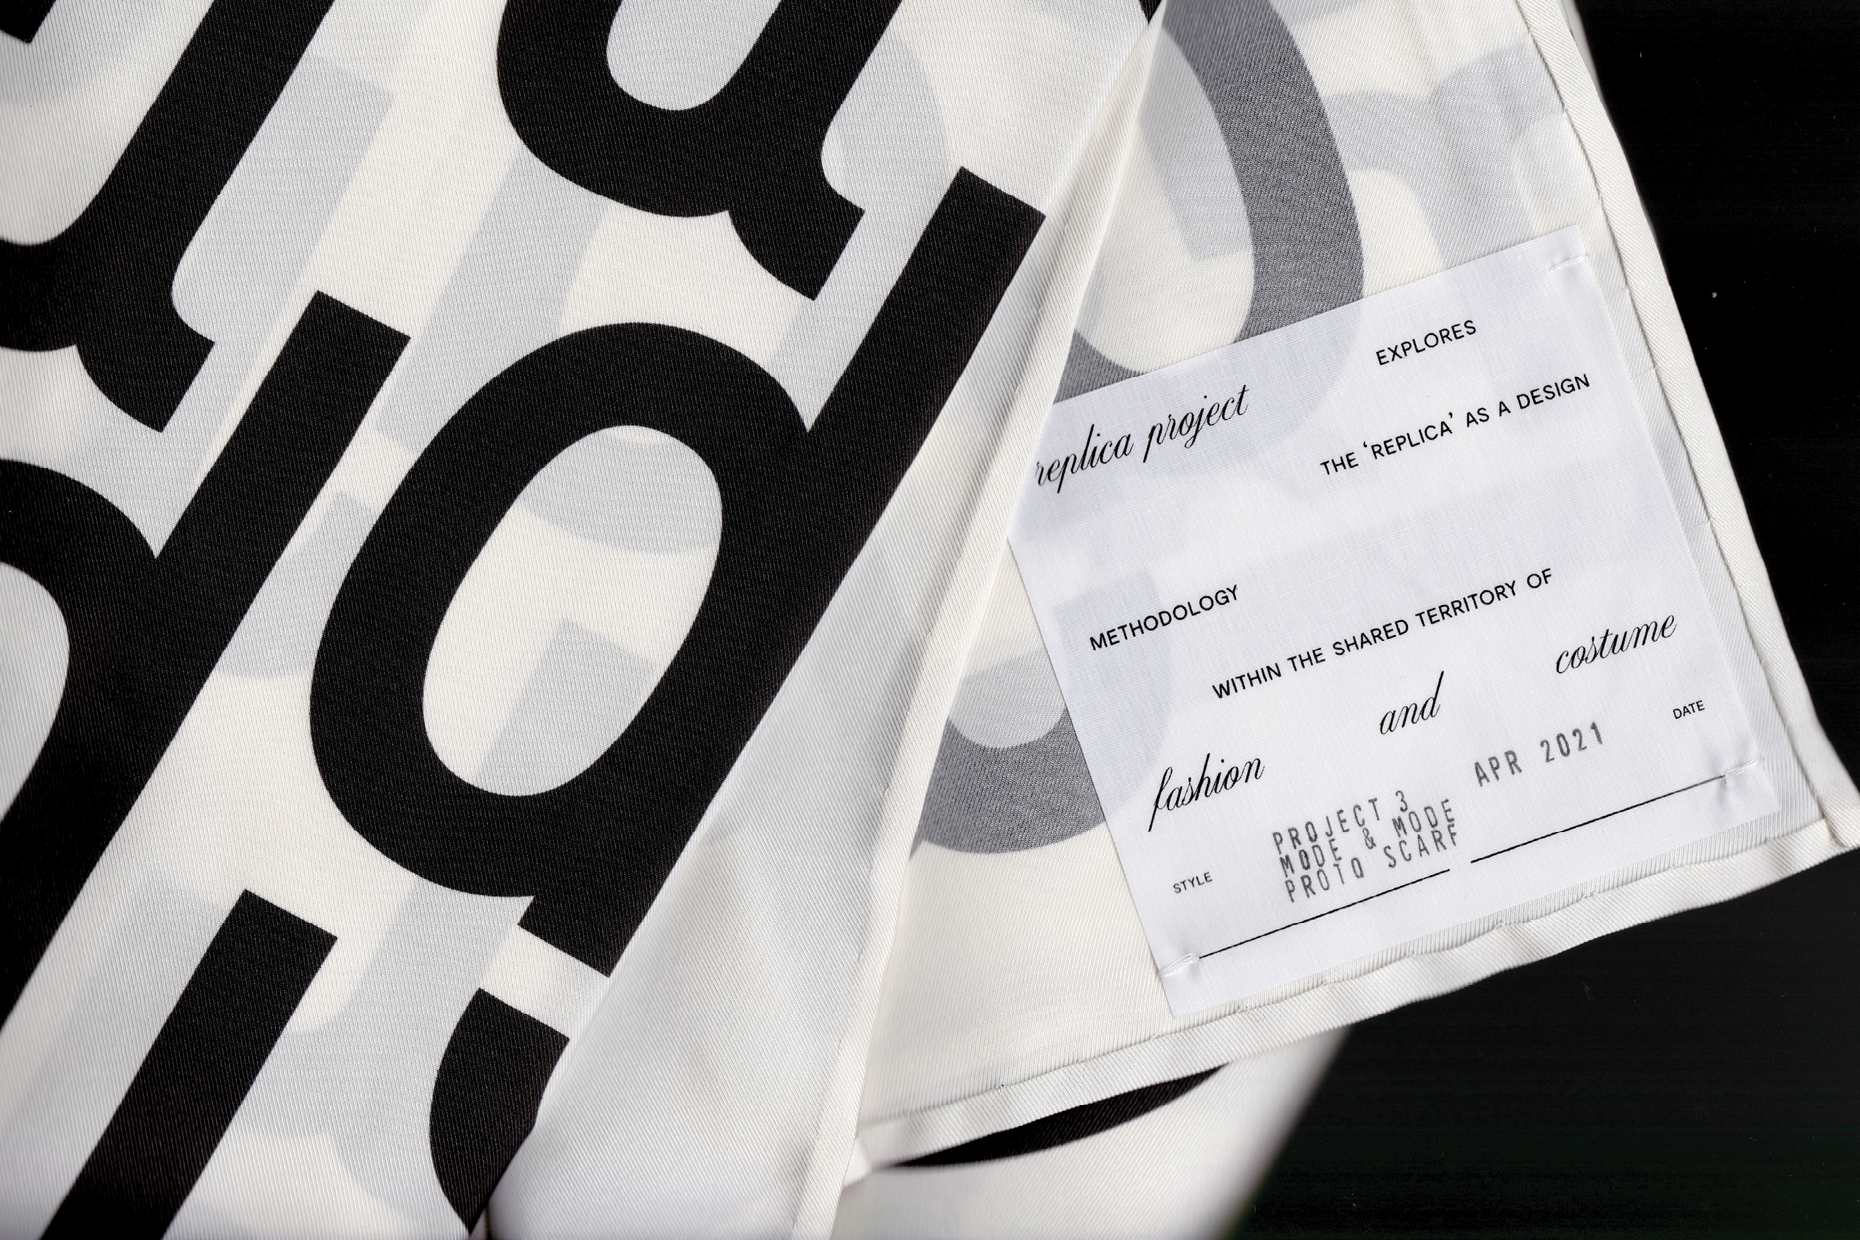 replica project
EXPLORES
THE ‘REPLICA’ AS A DESIGN
METHODOLOGY
WITHIN THE SHARED TERRITORY OF
fashion and costume
DATE
APR 2021
STYLE
PROJECT 3
MODE & MODE
PROTO SCARF
d